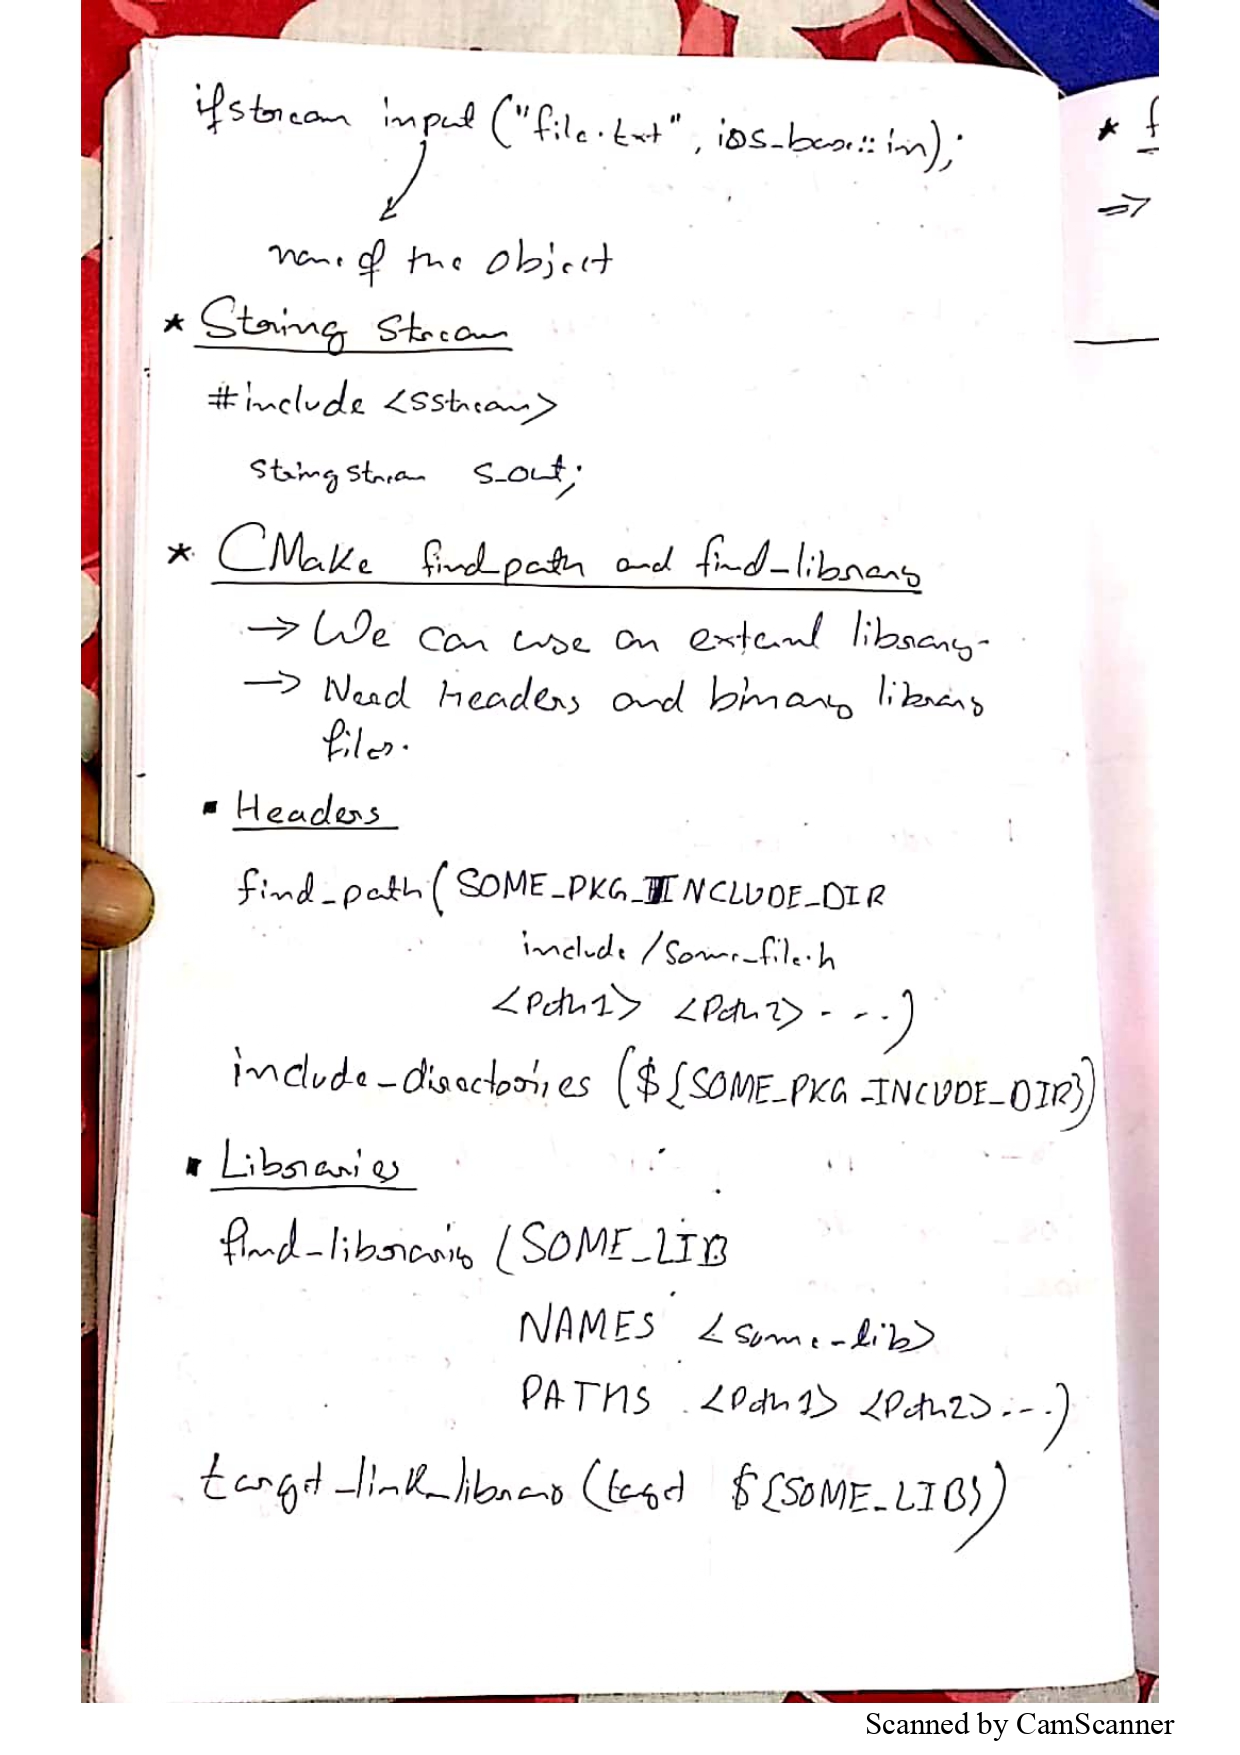 ifstream input ("file.txt", ios_base::in);
name of the object
* String Stream
#include <sstream>
stringstream s_out;
* CMake find_path and find_library
→ We can use an external library.
→ Need Headers and binary library
files.
▪ Headers
find_path (SOME_PKG_INCLUDE_DIR
include/some_file.h
<Path1> <Path2> ....)
include_directories (${SOME_PKG_INCLUDE_DIR})
▪ Libraries
find_libraries (SOME_LIB
NAMES <some_lib>
PATHS <Path1> <Path2> ....)
target_link_library (target ${SOME_LIB})
* f
⇒
Scanned by CamScanner